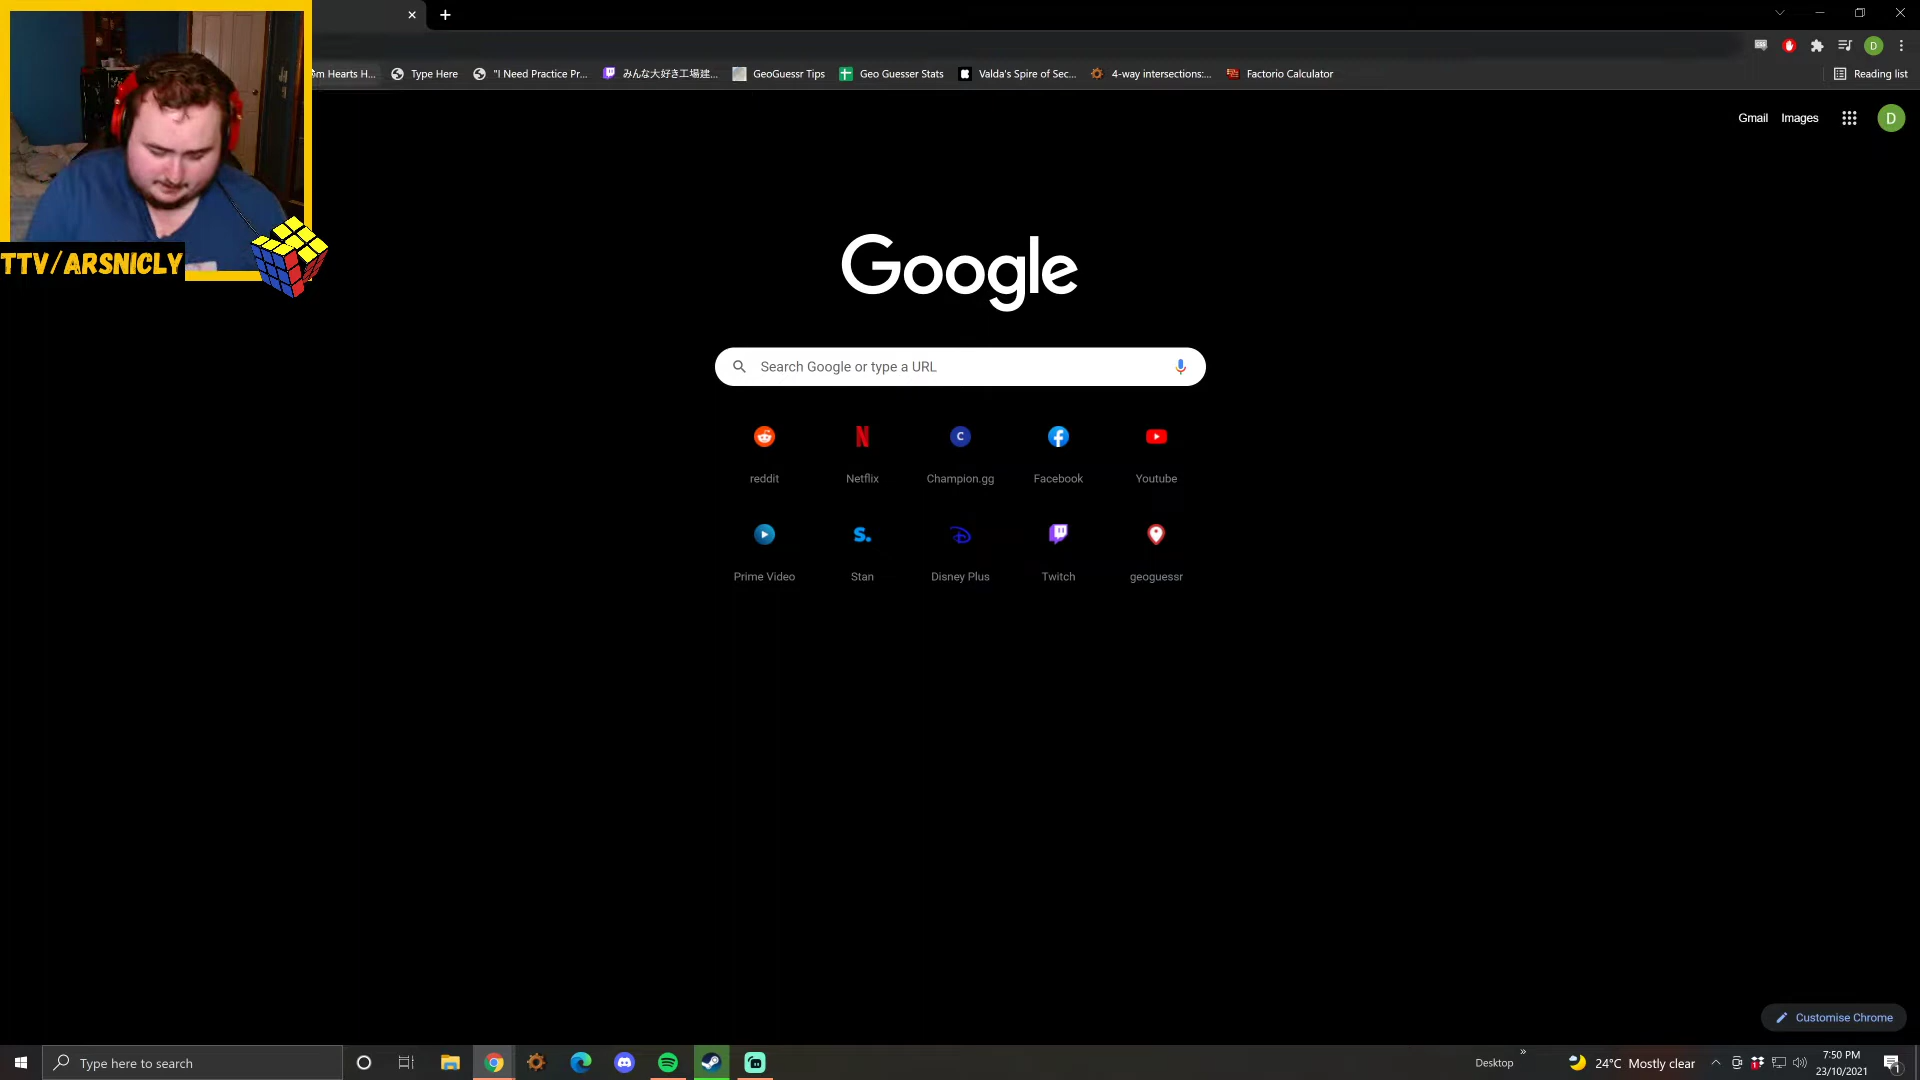 m Hearts H... Type Here "I Need Practice Pr... みんな大好き工場建... GeoGuessr Tips Geo Guesser Stats Valda's Spire of Sec... 4-way intersections:... Factorio Calculator Reading list
Gmail Images D
TTV/ARSNICLY
Google
Search Google or type a URL
reddit Netflix Champion.gg Facebook Youtube
Prime Video Stan Disney Plus Twitch geoguessr
Customise Chrome
Type here to search Desktop 24°C Mostly clear 7:50 PM
23/10/2021